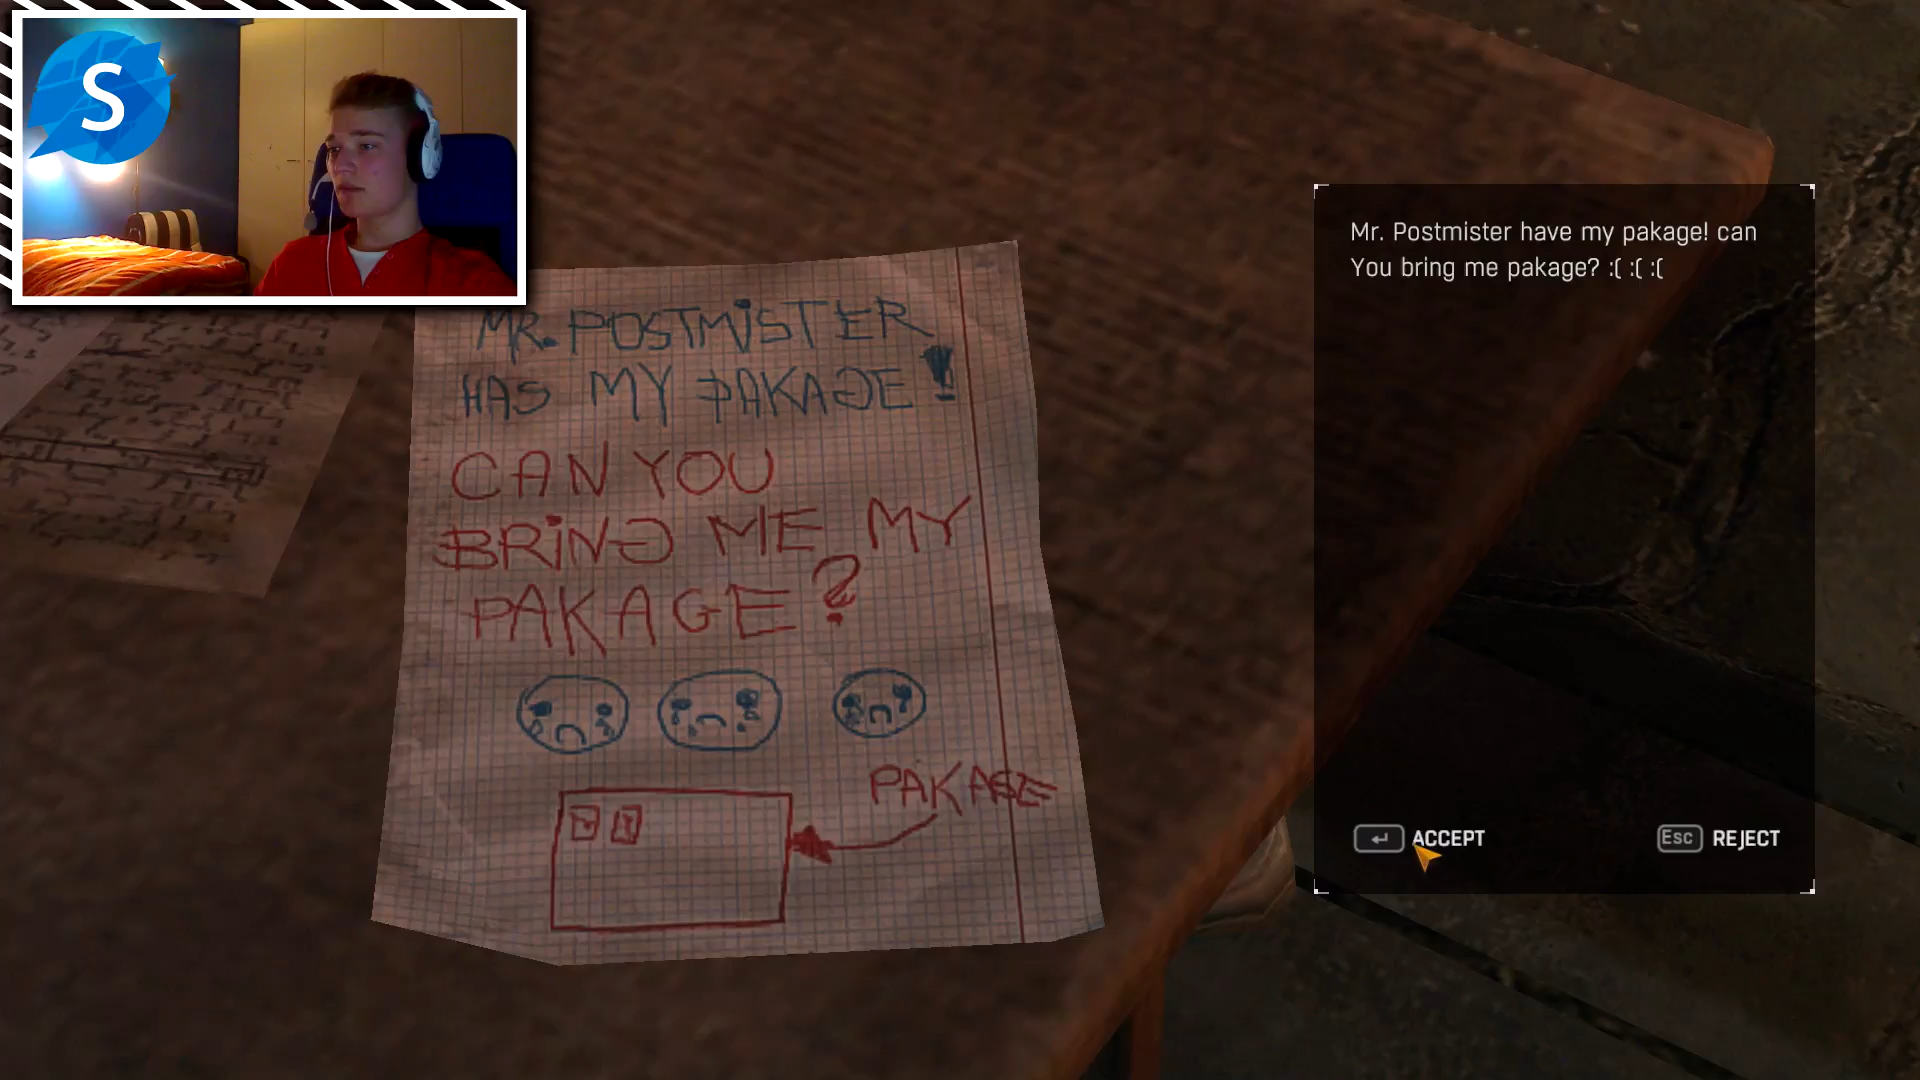 S
MR. POSTMISTER
HAS MY PAKAGE!
CAN YOU
BRING ME MY
PAKAGE?
PAKAGE
Mr. Postmister have my pakage! can
You bring me pakage? :( :( :(
ACCEPT
Esc REJECT